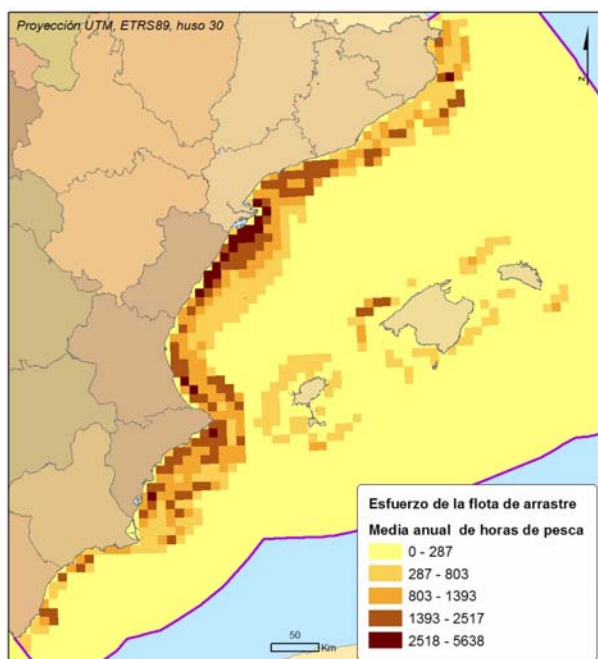 Proyección UTM, ETRS89, huso 30
N
Esfuerzo de la flota de arrastre
Media anual de horas de pesca
0 - 287
287 - 803
803 - 1393
1393 - 2517
2518 - 5638
50
Km